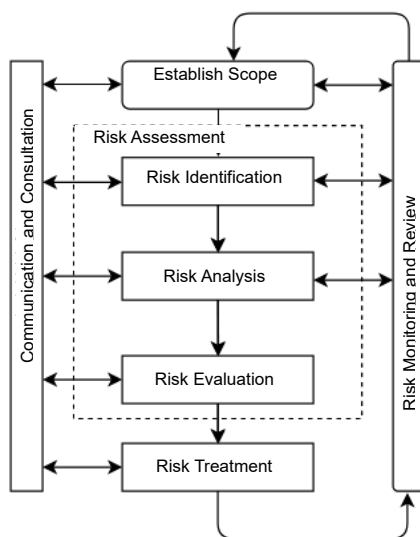 Establish Scope
Risk Assessment
Risk Identification
Risk Analysis
Risk Evaluation
Risk Treatment
Communication and Consultation
Risk Monitoring and Review